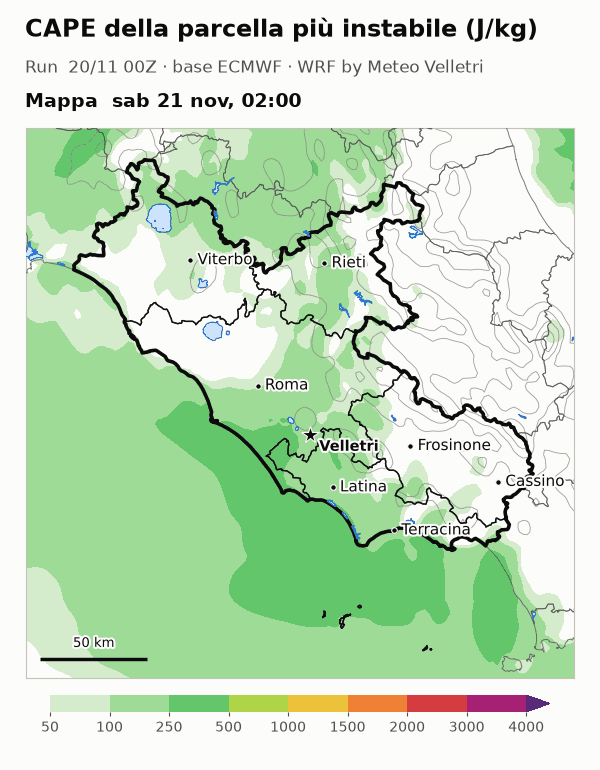 CAPE della parcella più instabile (J/kg)
Run  20/11 00Z · base ECMWF · WRF by Meteo Velletri
Mappa  sab 21 nov, 02:00
Viterbo
Rieti
Roma
Velletri
Frosinone
Latina
Cassino
Terracina
50 km
50 100 250 500 1000 1500 2000 3000 4000